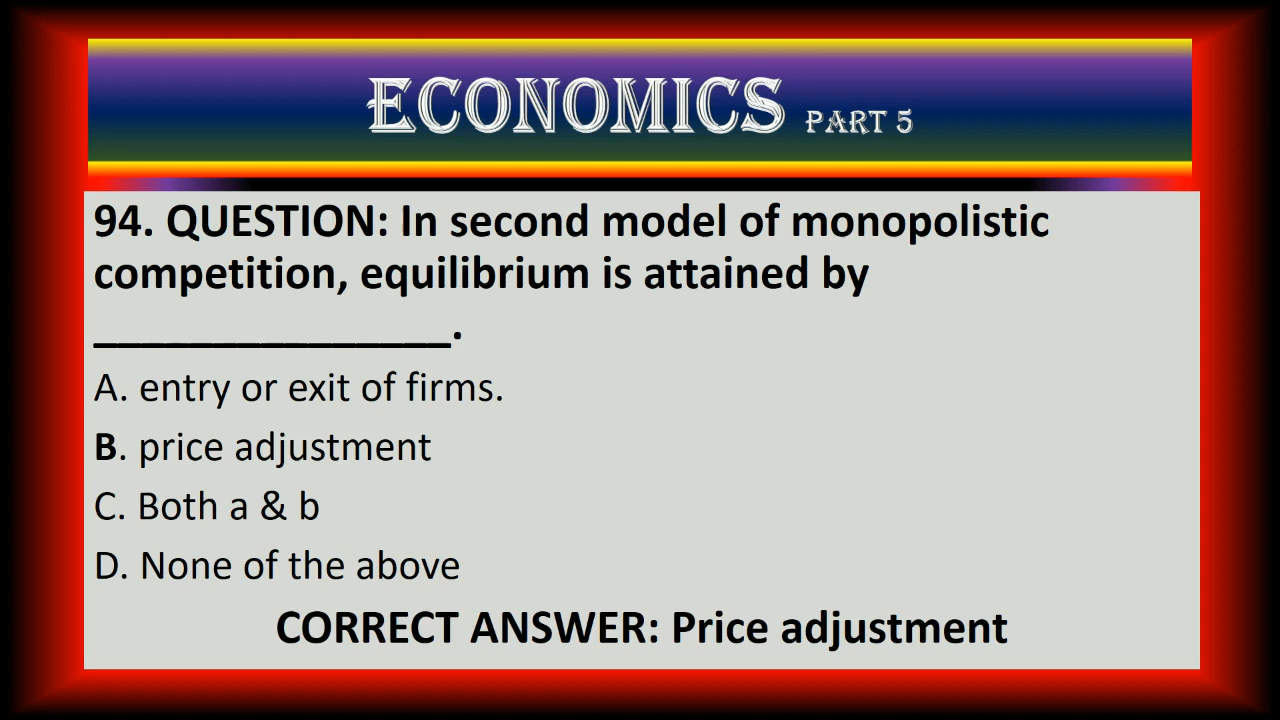 ECONOMICS PART 5
94. QUESTION: In second model of monopolistic
competition, equilibrium is attained by
_______________.
A. entry or exit of firms.
B. price adjustment
C. Both a & b
D. None of the above
CORRECT ANSWER: Price adjustment